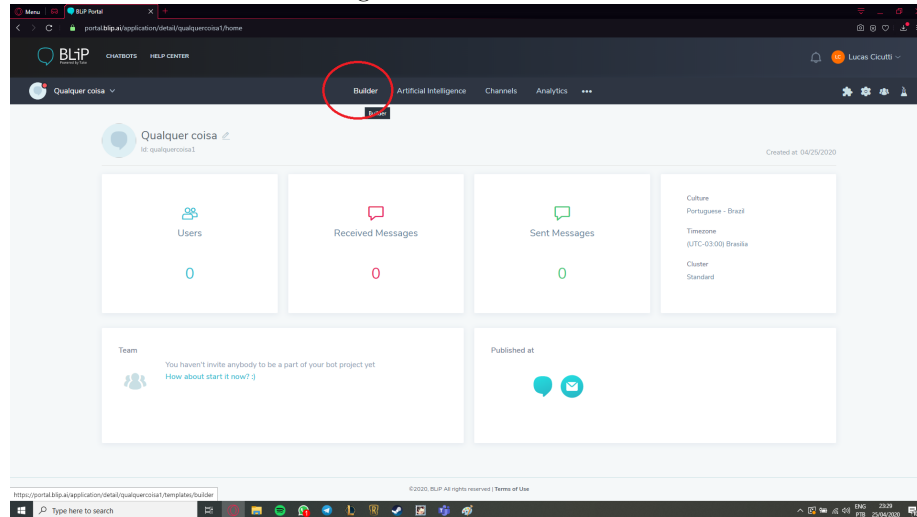 Menu
BLiP Portal
portal.blip.ai/application/detail/qualquercoisa1/home
BLiP
Powered by Take
CHATBOTS
HELP CENTER
LC
Lucas Cicutti
Qualquer coisa
Builder
Artificial Intelligence
Channels
Analytics
Builder
Qualquer coisa
Id: qualquercoisa1
Created at: 04/25/2020
Users
0
Received Messages
0
Sent Messages
0
Culture
Portuguese - Brazil
Timezone
(UTC-03:00) Brasilia
Cluster
Standard
Team
You haven't invite anybody to be a part of your bot project yet
How about start it now? ;)
Published at
©2020, BLiP All rights reserved | Terms of Use
https://portal.blip.ai/application/detail/qualquercoisa1/templates/builder
Type here to search
ENG
PTB
23:29
25/04/2020